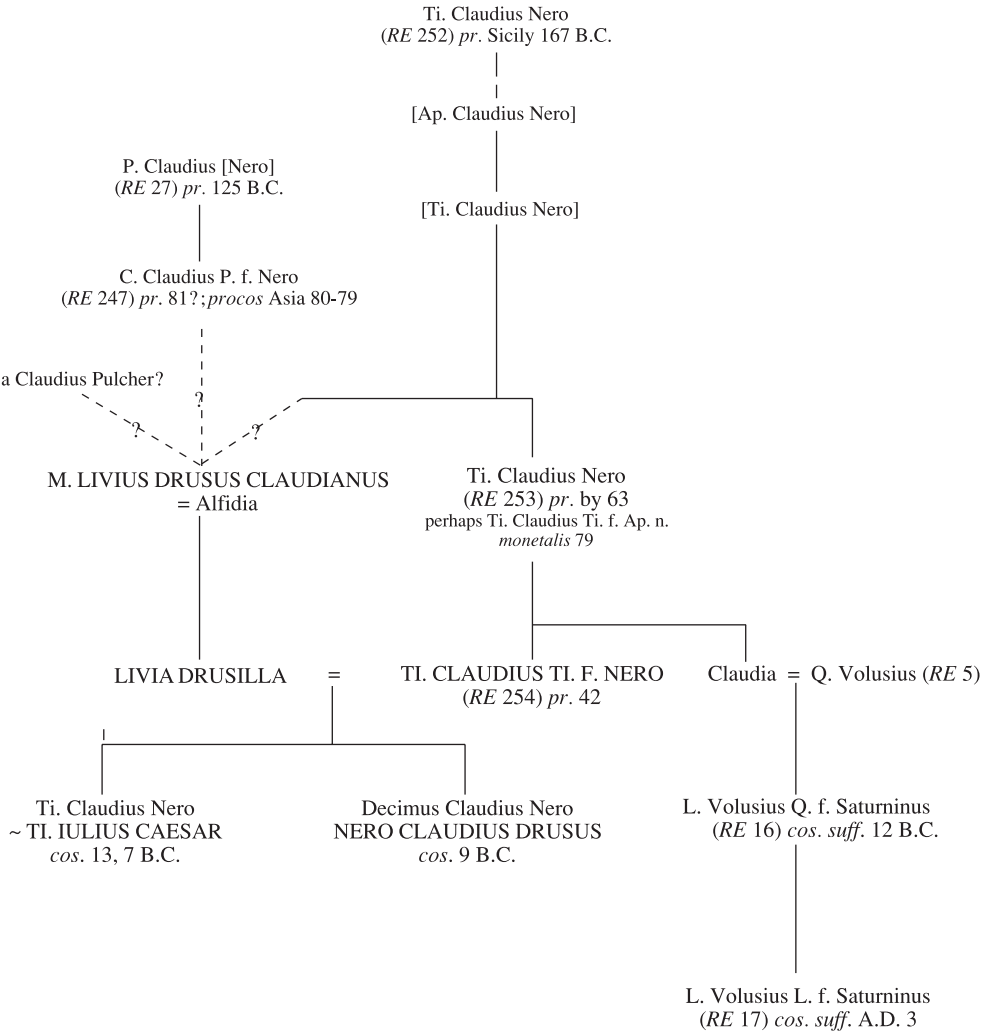 Ti. Claudius Nero
(RE 252) pr. Sicily 167 B.C.
[Ap. Claudius Nero]
P. Claudius [Nero]
(RE 27) pr. 125 B.C.
[Ti. Claudius Nero]
C. Claudius P. f. Nero
(RE 247) pr. 81?; procos Asia 80-79
a Claudius Pulcher?
?
?
?
M. LIVIUS DRUSUS CLAUDIANUS
= Alfidia
Ti. Claudius Nero
(RE 253) pr. by 63
perhaps Ti. Claudius Ti. f. Ap. n.
monetalis 79
LIVIA DRUSILLA = TI. CLAUDIUS TI. F. NERO
(RE 254) pr. 42
Claudia = Q. Volusius (RE 5)
Ti. Claudius Nero
~ TI. IULIUS CAESAR
cos. 13, 7 B.C.
Decimus Claudius Nero
NERO CLAUDIUS DRUSUS
cos. 9 B.C.
L. Volusius Q. f. Saturninus
(RE 16) cos. suff. 12 B.C.
L. Volusius L. f. Saturninus
(RE 17) cos. suff. A.D. 3